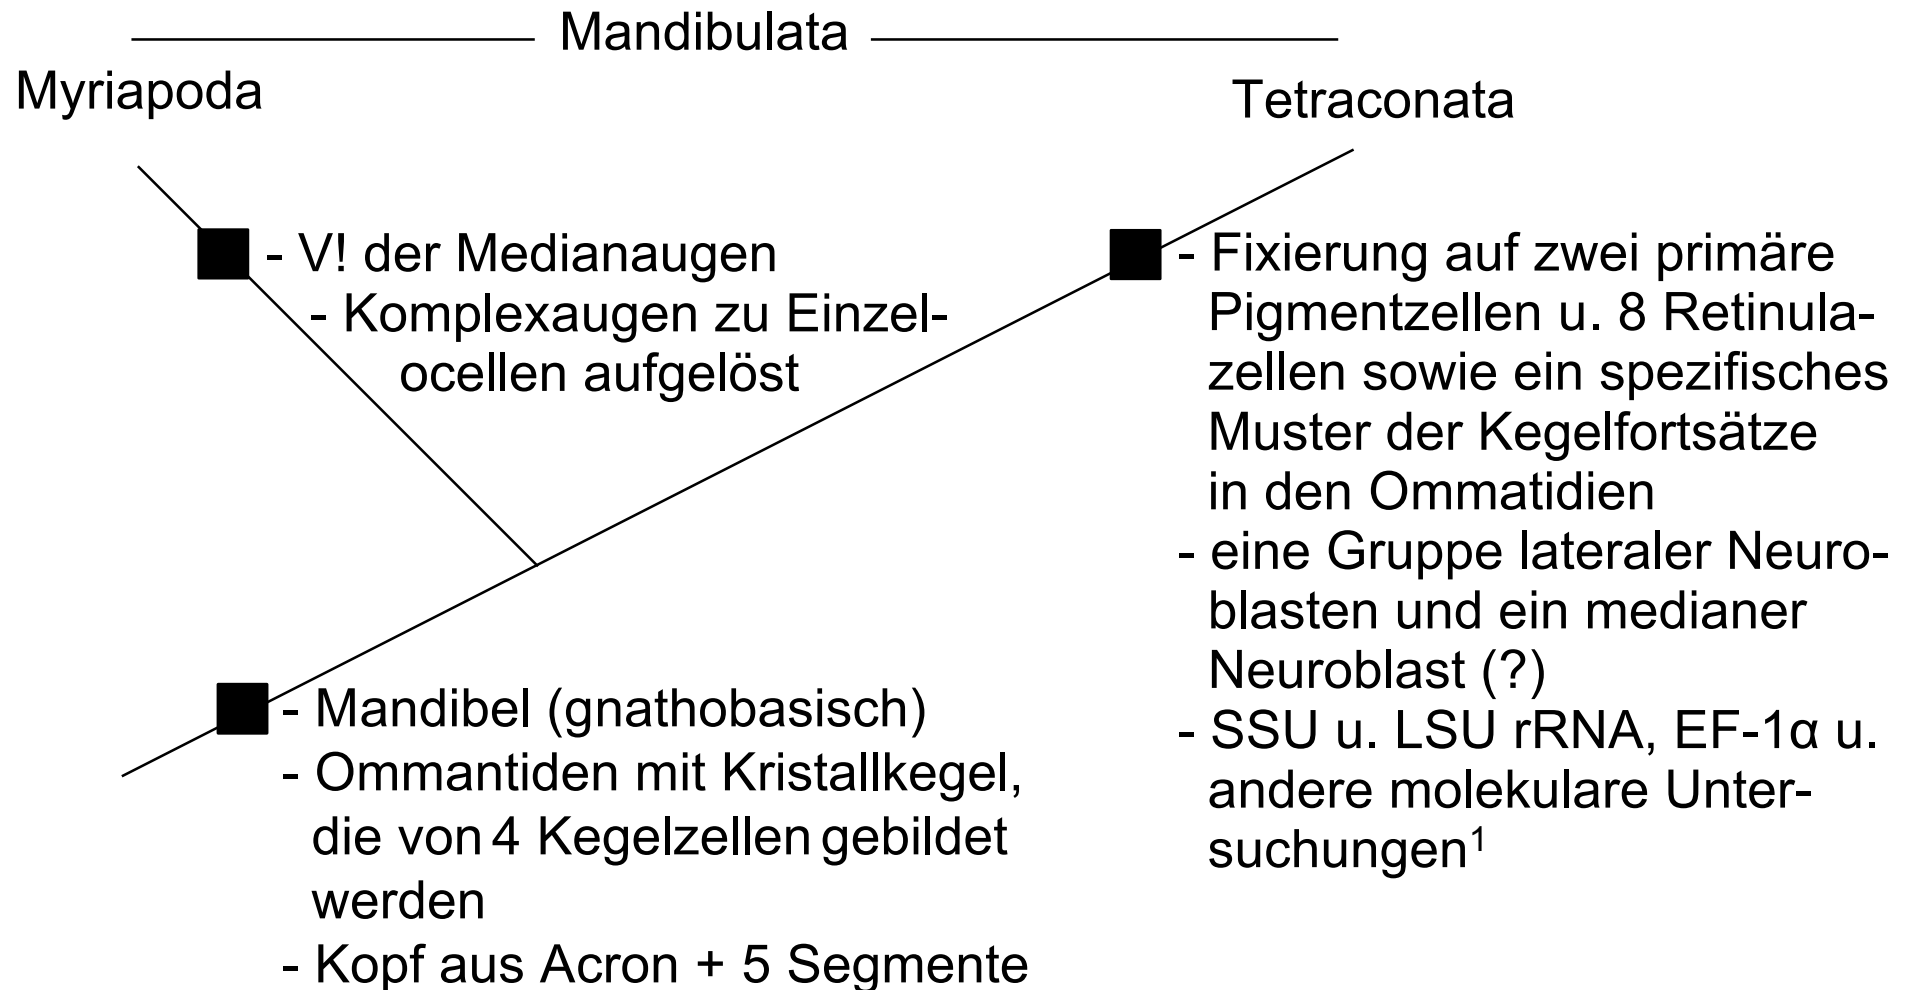 Mandibulata
Myriapoda
Tetraconata
- V! der Medianaugen
- Komplexaugen zu Einzel-
ocellen aufgelöst
- Fixierung auf zwei primäre
Pigmentzellen u. 8 Retinula-
zellen sowie ein spezifisches
Muster der Kegelfortsätze
in den Ommatidien
- eine Gruppe lateraler Neuro-
blasten und ein medianer
Neuroblast (?)
- SSU u. LSU rRNA, EF-1α u.
andere molekulare Unter-
suchungen¹
- Mandibel (gnathobasisch)
- Ommantiden mit Kristallkegel,
die von 4 Kegelzellen gebildet
werden
- Kopf aus Acron + 5 Segmente